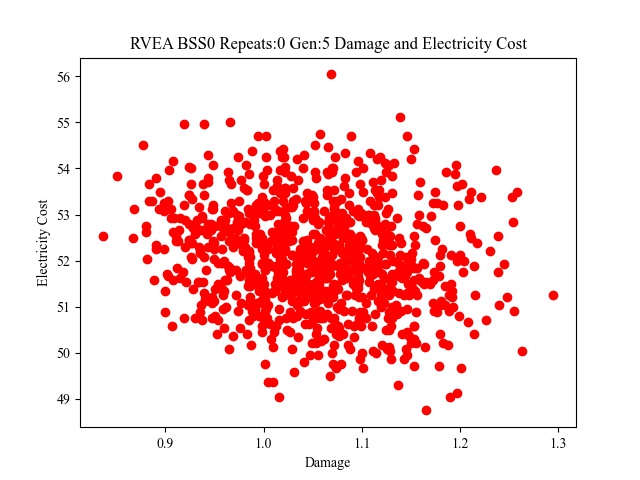 RVEA BSS0 Repeats:0 Gen:5 Damage and Electricity Cost
56
55
54
53
52
51
50
49
Electricity Cost
0.9 1.0 1.1 1.2 1.3
Damage